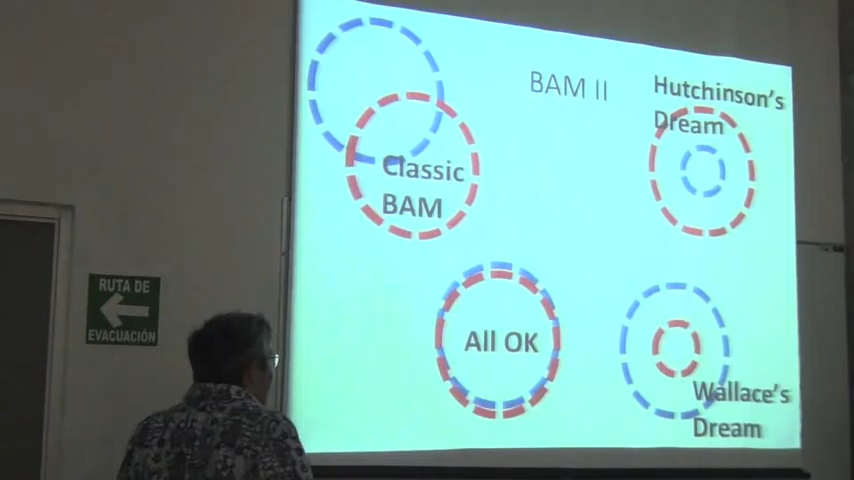 BAM II
Hutchinson's
Dream
Classic
BAM
All OK
Wallace's
Dream
RUTA DE
EVACUACIÓN